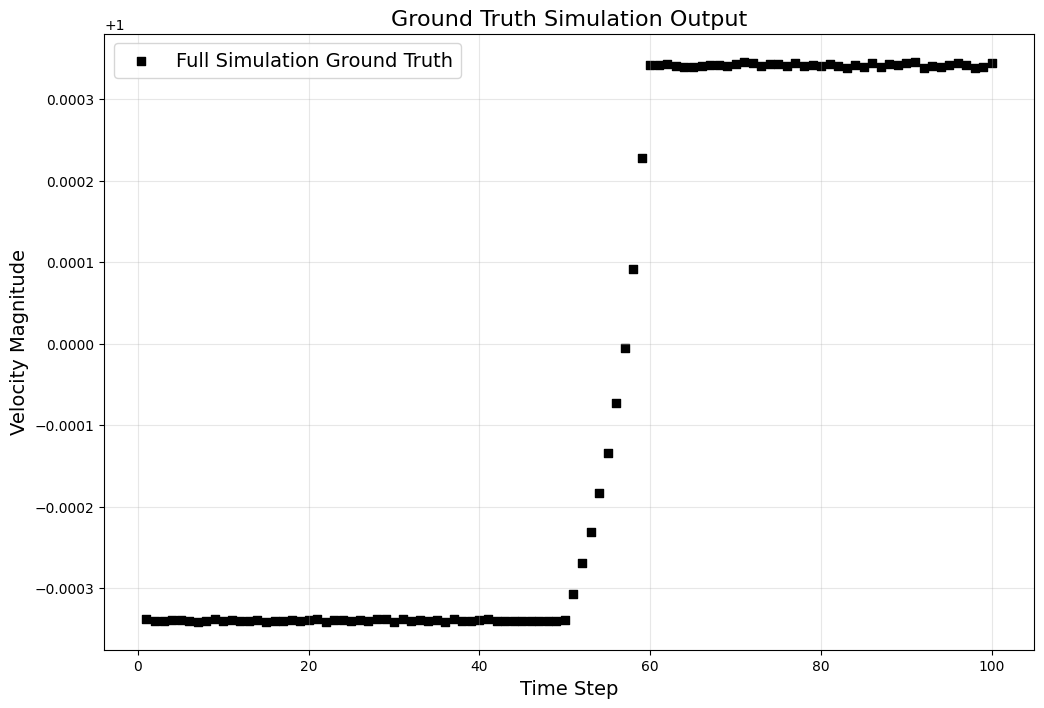 Ground Truth Simulation Output
+1
Full Simulation Ground Truth
0.0003
0.0002
0.0001
0.0000
−0.0001
−0.0002
−0.0003
Velocity Magnitude
0 20 40 60 80 100
Time Step